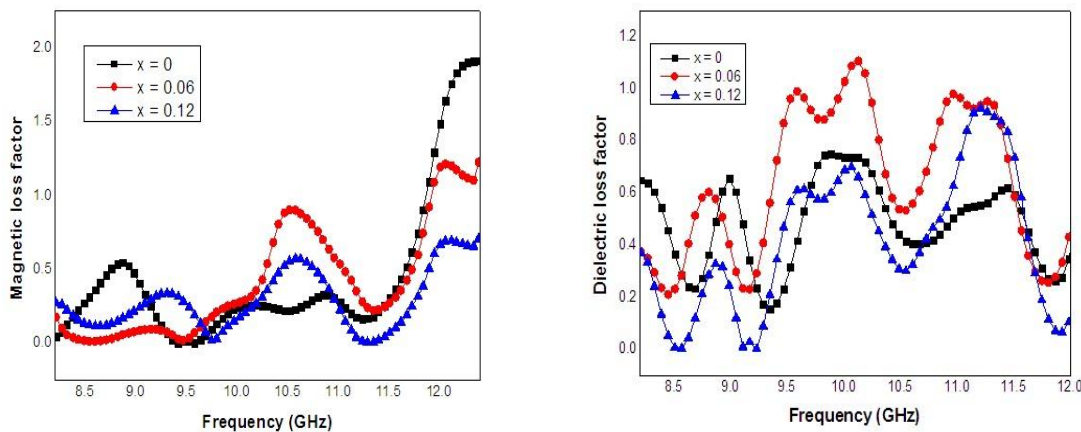 2.0
1.5
1.0
0.5
0.0
Magnetic loss factor
x = 0
x = 0.06
x = 0.12
8.5 9.0 9.5 10.0 10.5 11.0 11.5 12.0
Frequency (GHz)
1.2
1.0
0.8
0.6
0.4
0.2
0.0
Dielectric loss factor
x = 0
x = 0.06
x = 0.12
8.5 9.0 9.5 10.0 10.5 11.0 11.5 12.0
Frequency (GHz)